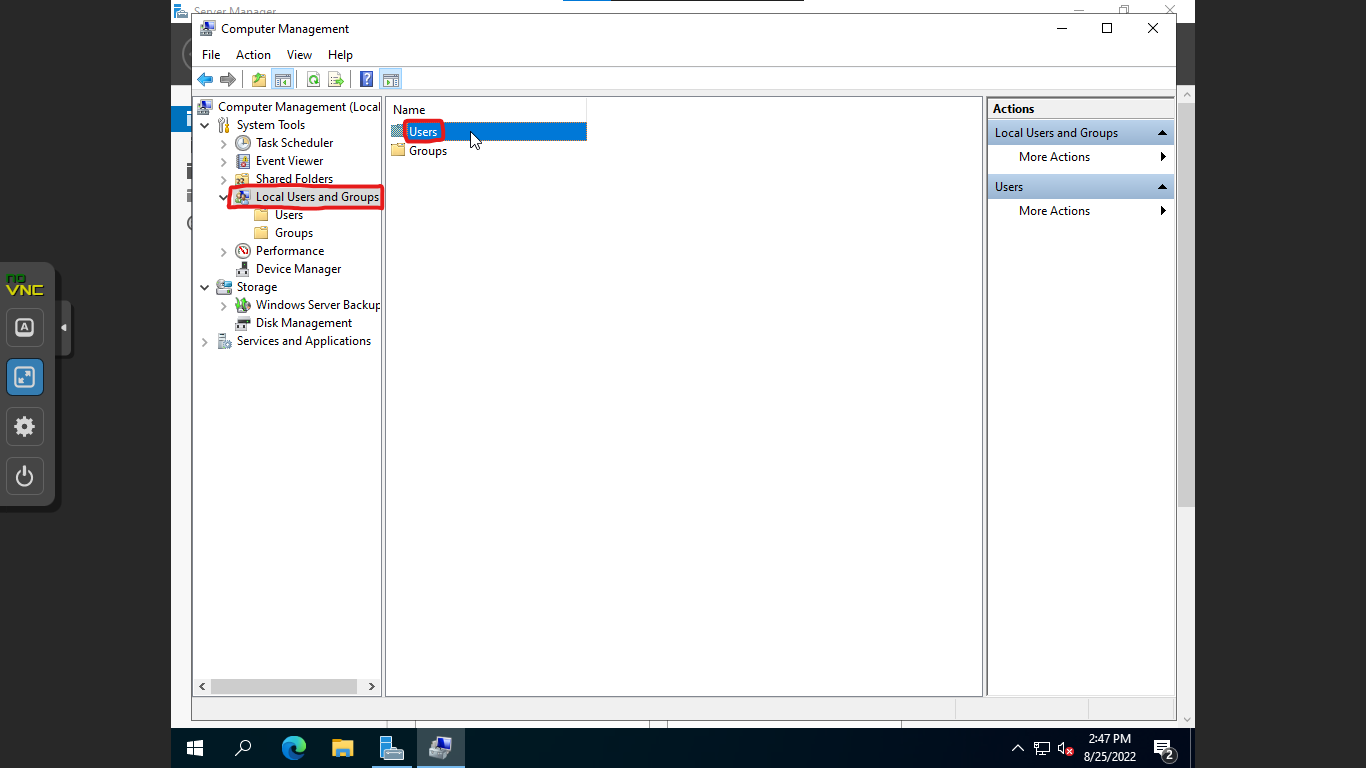 Server Manager
Computer Management
File Action View Help
Computer Management (Local
System Tools
Task Scheduler
Event Viewer
Shared Folders
Local Users and Groups
Users
Groups
Performance
Device Manager
Storage
Windows Server Backup
Disk Management
Services and Applications
Name
Users
Groups
Actions
Local Users and Groups
More Actions
Users
More Actions
no
VNC
A
2:47 PM
8/25/2022
2